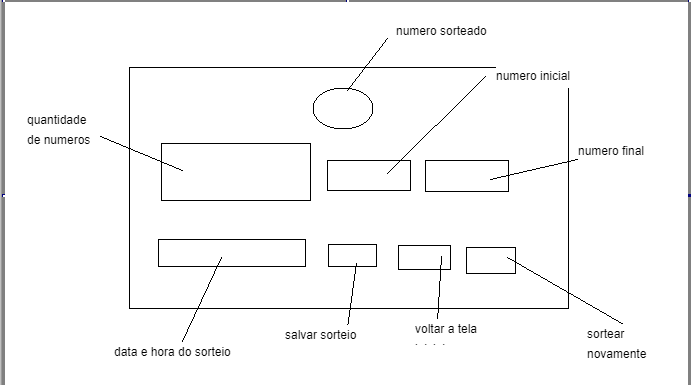 numero sorteado
numero inicial
quantidade
de numeros
numero final
data e hora do sorteio
salvar sorteio
voltar a tela
sortear
novamente